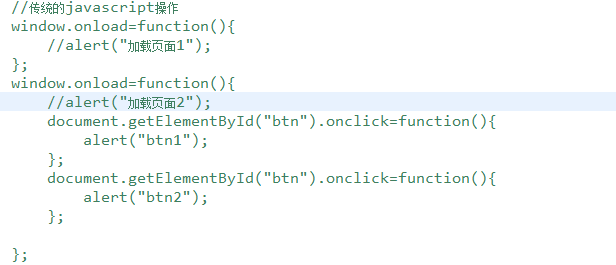 //传统的javascript操作
window.onload=function(){
    //alert("加载页面1");
};
window.onload=function(){
    //alert("加载页面2");
    document.getElementById("btn").onclick=function(){
        alert("btn1");
    };
    document.getElementById("btn").onclick=function(){
        alert("btn2");
    };

};